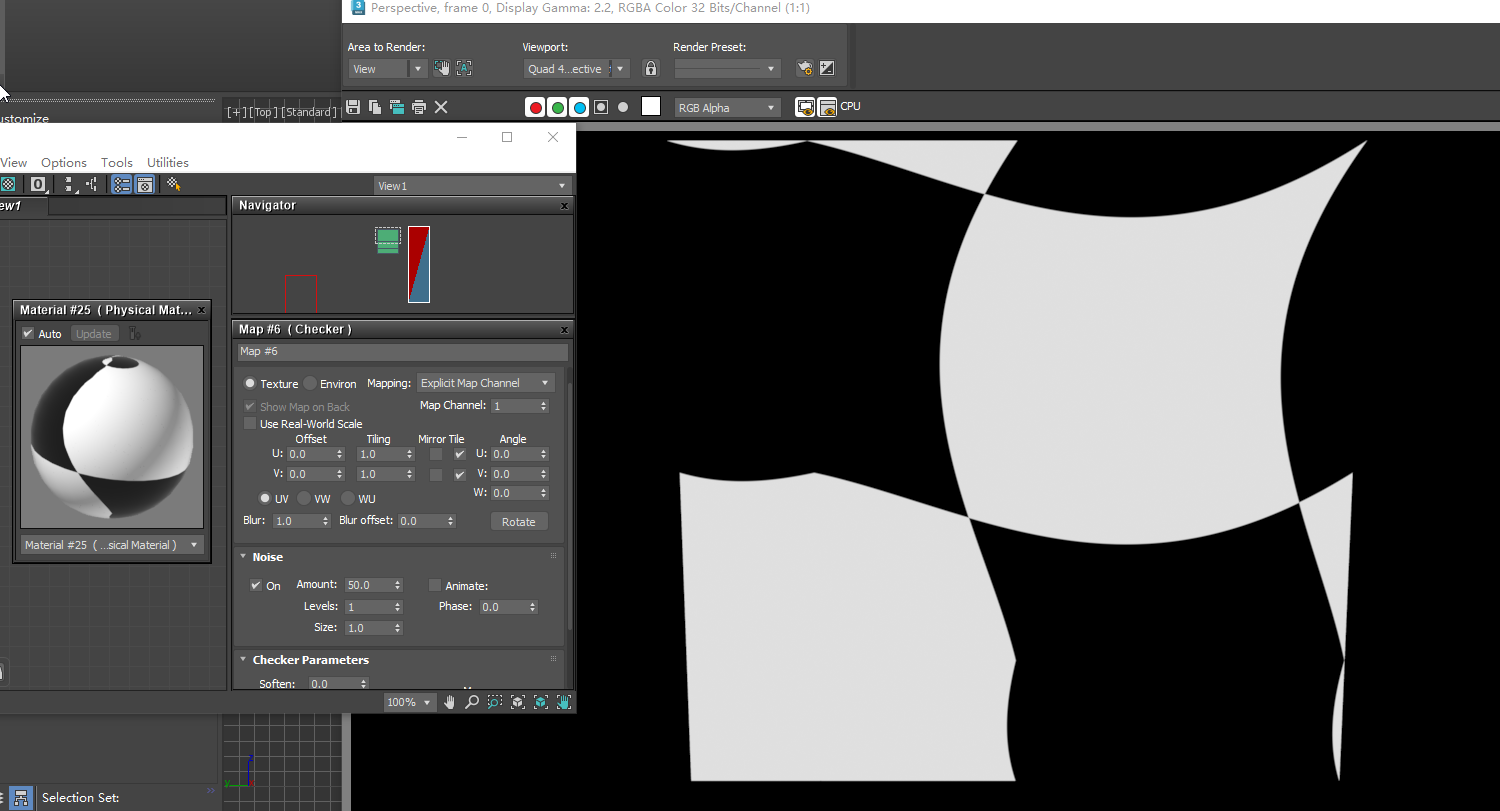 Perspective, frame 0, Display Gamma: 2.2, RGBA Color 32 Bits/Channel (1:1)
Area to Render:
Viewport:
Render Preset:
View
Quad 4...ective
ustomize
[+][Top][Standard]
RGB Alpha
CPU
View Options Tools Utilities
0
View1
ew1
Navigator
Material #25 ( Physical Mat...
Auto
Update
Material #25 ( ...sical Material )
Map #6 ( Checker )
Map #6
Texture
Environ
Mapping:
Explicit Map Channel
Show Map on Back
Map Channel:
1
Use Real-World Scale
Offset
Tiling
Mirror Tile
Angle
U: 0.0
1.0
U: 0.0
V: 0.0
1.0
V: 0.0
W: 0.0
UV
VW
WU
Blur: 1.0
Blur offset: 0.0
Rotate
Noise
On
Amount: 50.0
Animate:
Levels: 1
Phase: 0.0
Size: 1.0
Checker Parameters
Soften: 0.0
100%
y
Selection Set: